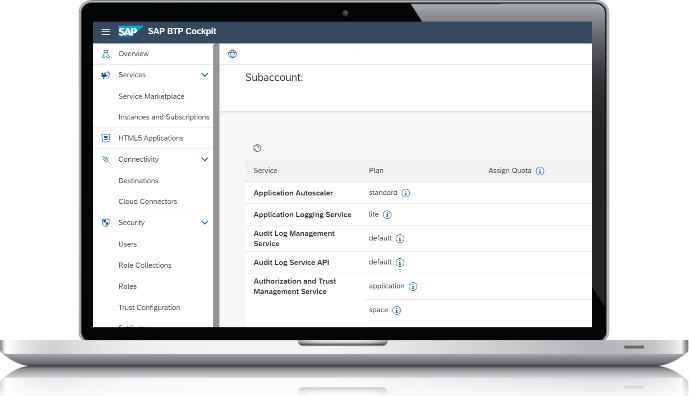 SAP SAP BTP Cockpit
Overview
Services
Service Marketplace
Instances and Subscriptions
HTML5 Applications
Connectivity
Destinations
Cloud Connectors
Security
Users
Role Collections
Roles
Trust Configuration
Subaccount:
Service Plan Assign Quota
Application Autoscaler standard
Application Logging Service lite
Audit Log Management
Service default
Audit Log Service API default
Authorization and Trust
Management Service application
space